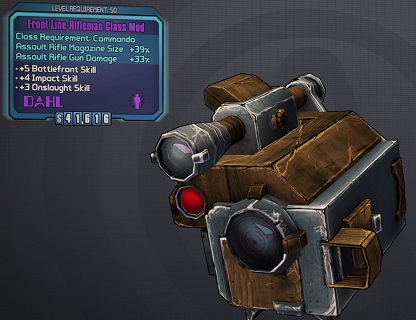 LEVEL REQUIREMENT: 50
Front Line Rifleman Class Mod
Class Requirement: Commando
Assault Rifle Magazine Size +39%
Assault Rifle Gun Damage +33%
• +5 Battlefront Skill
• +4 Impact Skill
• +3 Onslaught Skill
DAHL
$41,616